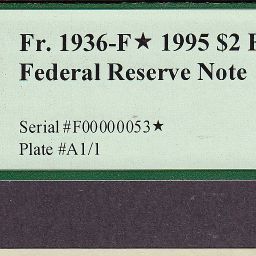 Fr. 1936-F★ 1995 $2 F
Federal Reserve Note
Serial #F00000053★
Plate #A1/1